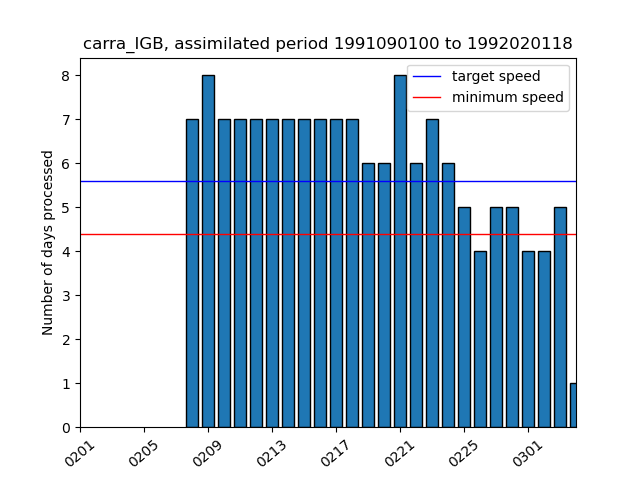 carra_IGB, assimilated period 1991090100 to 1992020118
target speed
minimum speed
Number of days processed
8
7
6
5
4
3
2
1
0
0201 0205 0209 0213 0217 0221 0225 0301